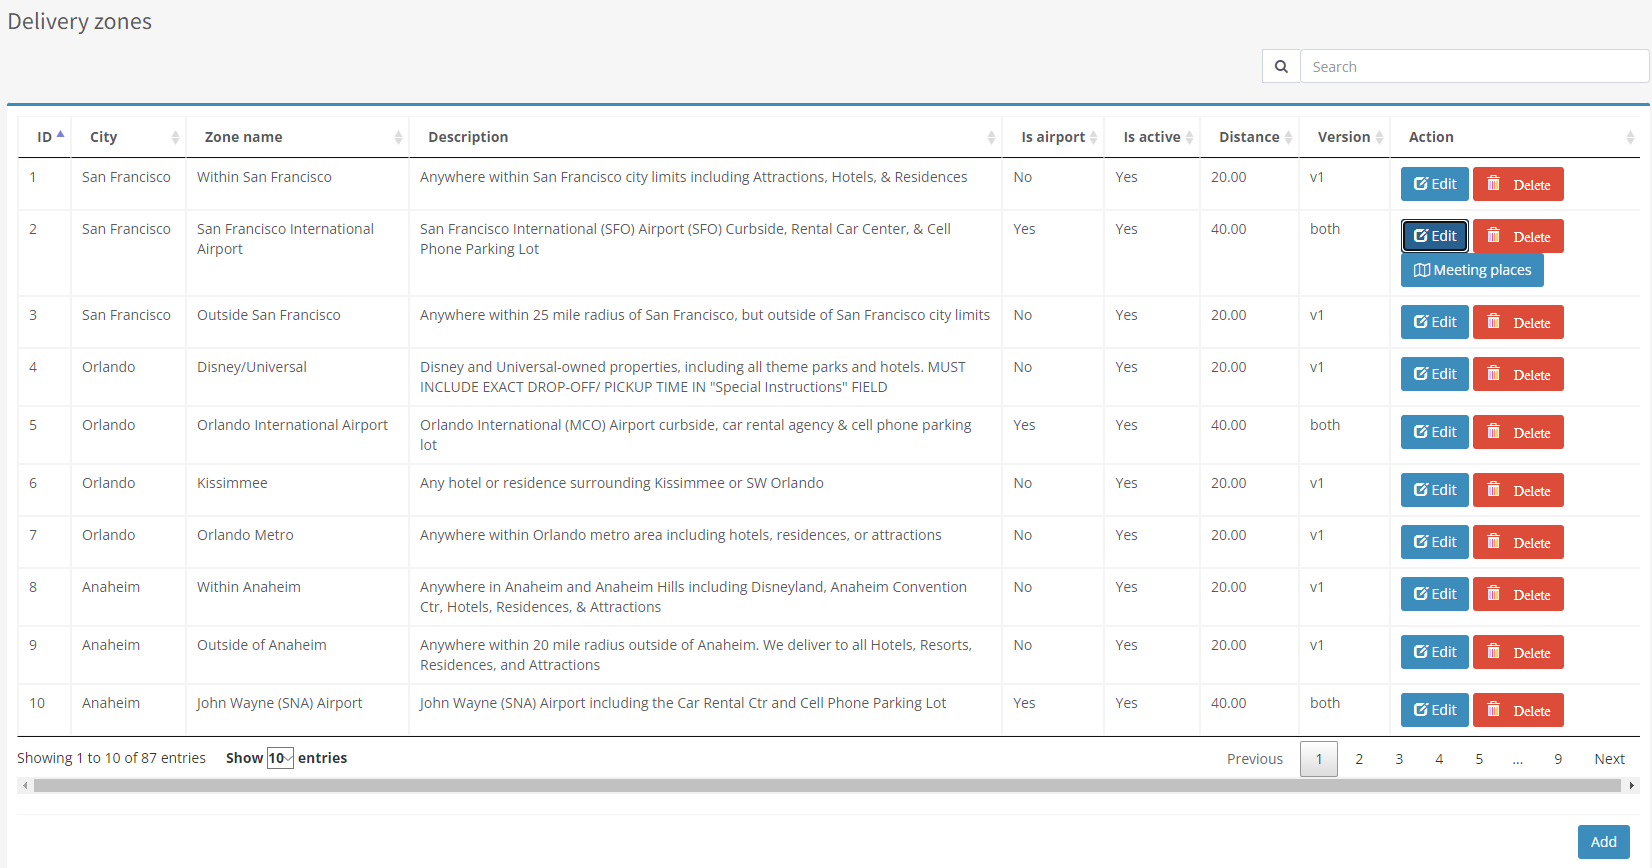 Delivery zones
Search
ID City Zone name Description Is airport Is active Distance Version Action
1 San Francisco Within San Francisco Anywhere within San Francisco city limits including Attractions, Hotels, & Residences No Yes 20.00 v1 Edit Delete
2 San Francisco San Francisco International San Francisco International (SFO) Airport (SFO) Curbside, Rental Car Center, & Cell Yes Yes 40.00 both Edit Delete
Airport Phone Parking Lot
Meeting places
3 San Francisco Outside San Francisco Anywhere within 25 mile radius of San Francisco, but outside of San Francisco city limits No Yes 20.00 v1 Edit Delete
4 Orlando Disney/Universal Disney and Universal-owned properties, including all theme parks and hotels. MUST No Yes 20.00 v1 Edit Delete
INCLUDE EXACT DROP-OFF/ PICKUP TIME IN "Special Instructions" FIELD
5 Orlando Orlando International Airport Orlando International (MCO) Airport curbside, car rental agency & cell phone parking Yes Yes 40.00 both Edit Delete
lot
6 Orlando Kissimmee Any hotel or residence surrounding Kissimmee or SW Orlando No Yes 20.00 v1 Edit Delete
7 Orlando Orlando Metro Anywhere within Orlando metro area including hotels, residences, or attractions No Yes 20.00 v1 Edit Delete
8 Anaheim Within Anaheim Anywhere in Anaheim and Anaheim Hills including Disneyland, Anaheim Convention No Yes 20.00 v1 Edit Delete
Ctr, Hotels, Residences, & Attractions
9 Anaheim Outside of Anaheim Anywhere within 20 mile radius outside of Anaheim. We deliver to all Hotels, Resorts, No Yes 20.00 v1 Edit Delete
Residences, and Attractions
10 Anaheim John Wayne (SNA) Airport John Wayne (SNA) Airport including the Car Rental Ctr and Cell Phone Parking Lot Yes Yes 40.00 both Edit Delete
Showing 1 to 10 of 87 entries Show 10 entries Previous 1 2 3 4 5 ... 9 Next
Add